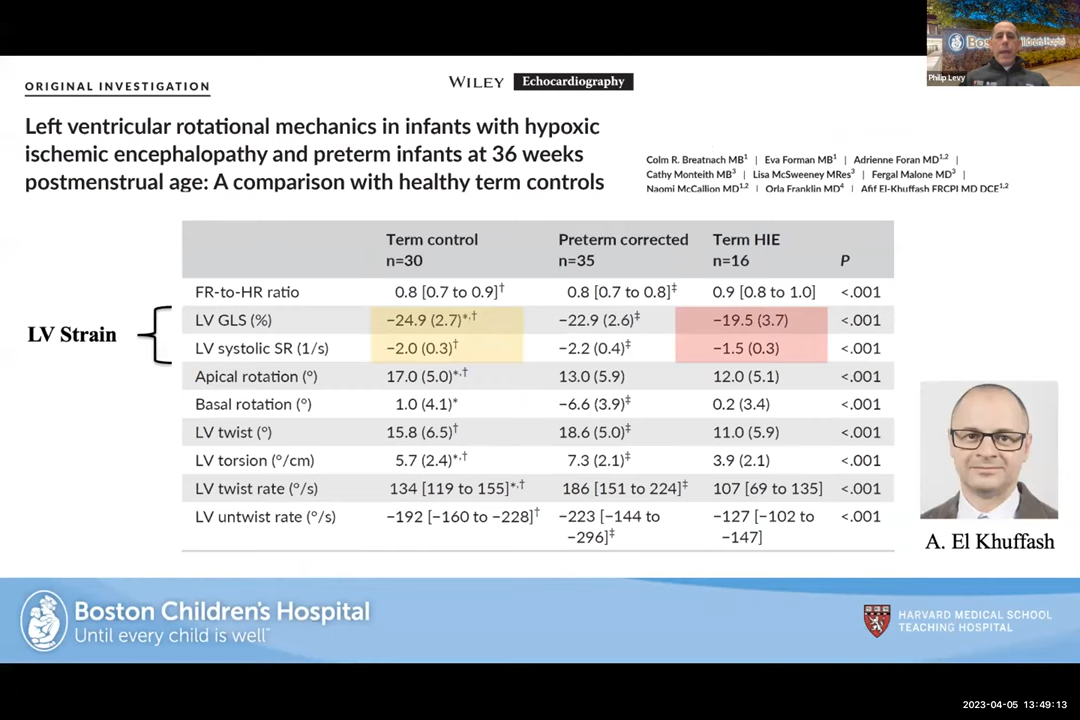 Boston Children's Hospital
Philip Levy
ORIGINAL INVESTIGATION
WILEY Echocardiography
Left ventricular rotational mechanics in infants with hypoxic
ischemic encephalopathy and preterm infants at 36 weeks
postmenstrual age: A comparison with healthy term controls
Colm R. Breatnach MB¹ | Eva Forman MB¹ | Adrienne Foran MD¹,² |
Cathy Monteith MB³ | Lisa McSweeney MRes³ | Fergal Malone MD³ |
Naomi McCallion MD¹,² | Orla Franklin MD⁴ | Afif El-Khuffash FRCPI MD DCE¹,²
Term control Preterm corrected Term HIE
n=30 n=35 n=16 P
FR-to-HR ratio 0.8 [0.7 to 0.9]† 0.8 [0.7 to 0.8]‡ 0.9 [0.8 to 1.0] <.001
LV GLS (%) −24.9 (2.7)*,† −22.9 (2.6)‡ −19.5 (3.7) <.001
LV Strain
LV systolic SR (1/s) −2.0 (0.3)† −2.2 (0.4)‡ −1.5 (0.3) <.001
Apical rotation (°) 17.0 (5.0)*,† 13.0 (5.9) 12.0 (5.1) <.001
Basal rotation (°) 1.0 (4.1)* −6.6 (3.9)‡ 0.2 (3.4) <.001
LV twist (°) 15.8 (6.5)† 18.6 (5.0)‡ 11.0 (5.9) <.001
LV torsion (°/cm) 5.7 (2.4)*,† 7.3 (2.1)‡ 3.9 (2.1) <.001
LV twist rate (°/s) 134 [119 to 155]*,† 186 [151 to 224]‡ 107 [69 to 135] <.001
LV untwist rate (°/s) −192 [−160 to −228]† −223 [−144 to −127 [−102 to <.001
−296]‡ −147]
A. El Khuffash
Boston Children's Hospital
Until every child is well™
HARVARD MEDICAL SCHOOL
TEACHING HOSPITAL
2023-04-05 13:49:13